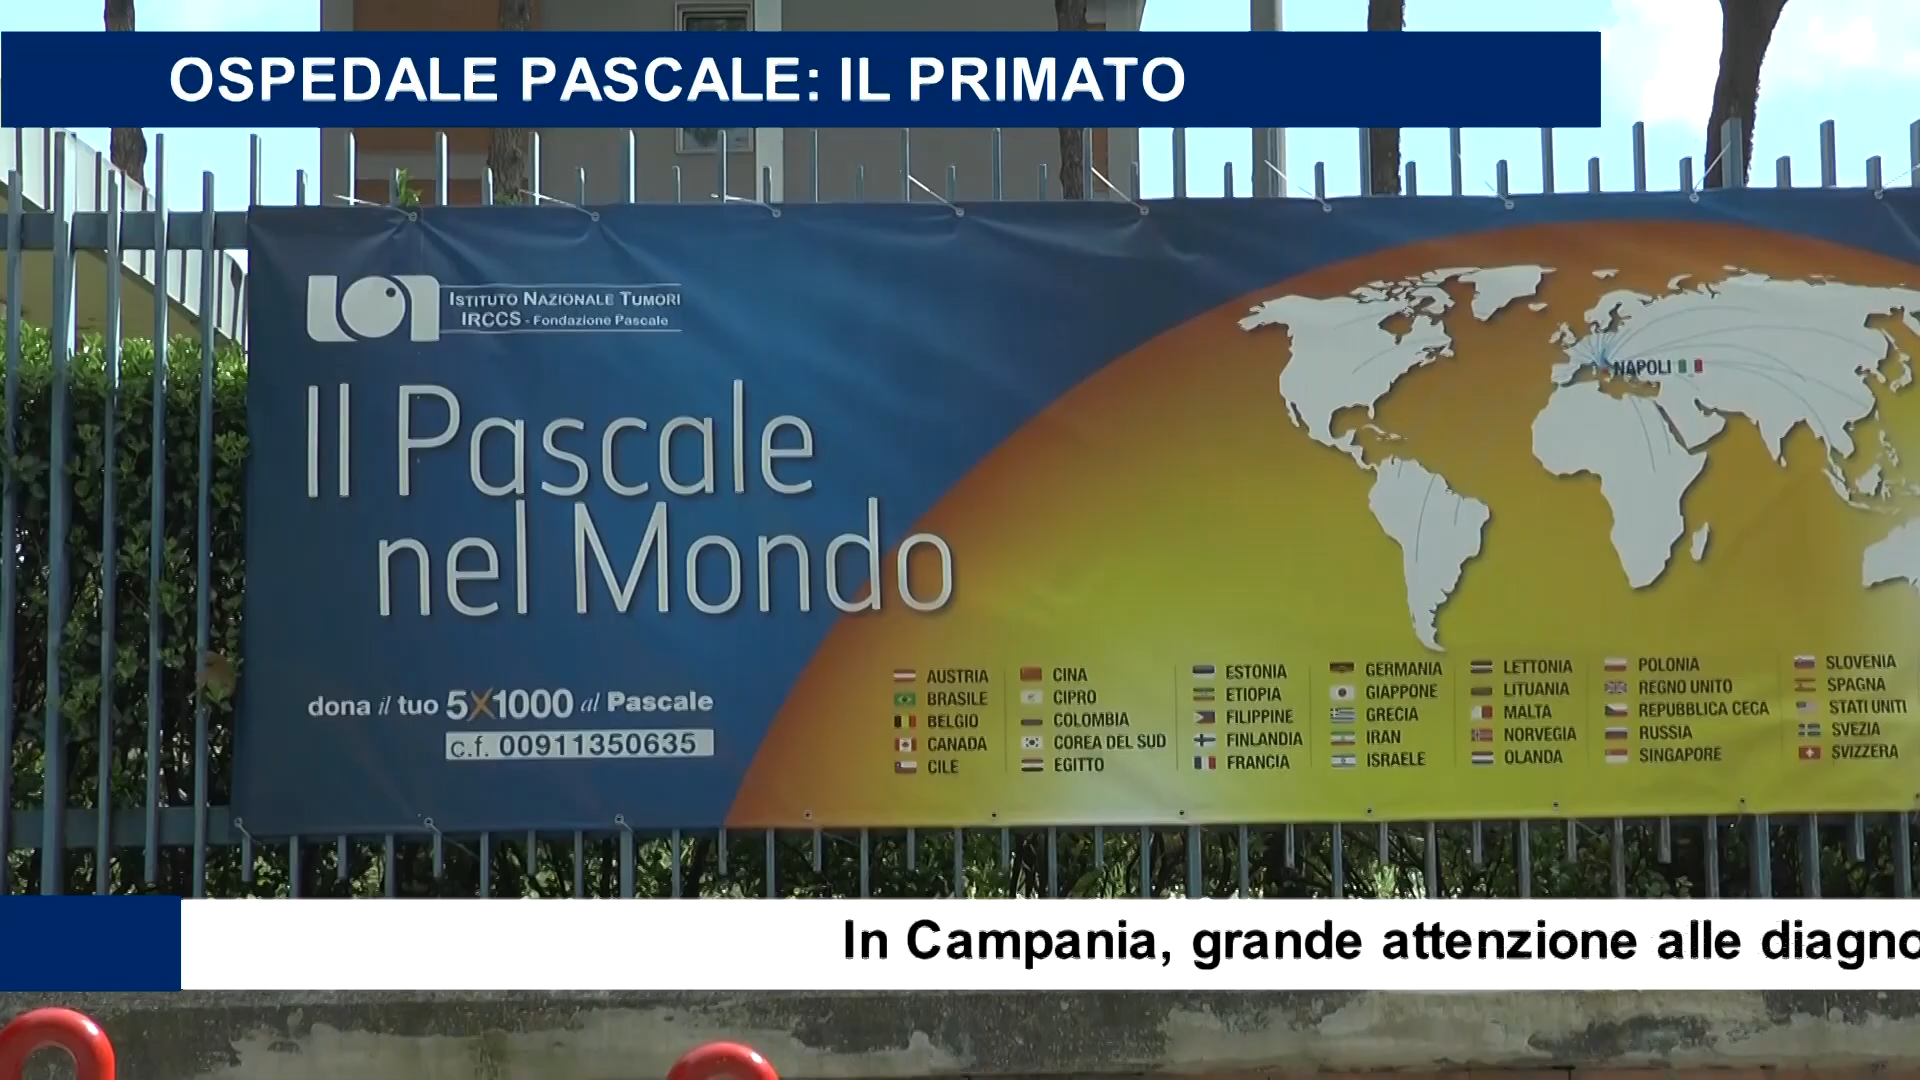 OSPEDALE PASCALE: IL PRIMATO
ISTITUTO NAZIONALE TUMORI
IRCCS - Fondazione Pascale
Il Pascale
nel Mondo
NAPOLI
dona il tuo 5X1000 al Pascale
c.f. 00911350635
AUSTRIA
BRASILE
BELGIO
CANADA
CILE
CINA
CIPRO
COLOMBIA
COREA DEL SUD
EGITTO
ESTONIA
ETIOPIA
FILIPPINE
FINLANDIA
FRANCIA
GERMANIA
GIAPPONE
GRECIA
IRAN
ISRAELE
LETTONIA
LITUANIA
MALTA
NORVEGIA
OLANDA
POLONIA
REGNO UNITO
REPUBBLICA CECA
RUSSIA
SINGAPORE
SLOVENIA
SPAGNA
STATI UNITI
SVEZIA
SVIZZERA
In Campania, grande attenzione alle diagno